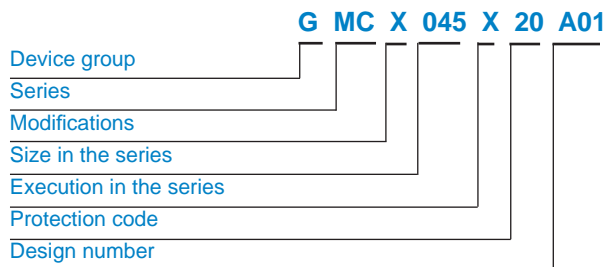 G MC X 045 X 20 A01
Device group
Series
Modifications
Size in the series
Execution in the series
Protection code
Design number